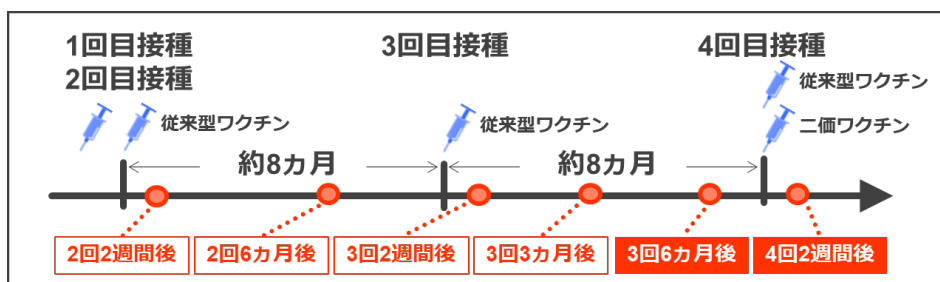 1回目接種
2回目接種
従来型ワクチン
3回目接種
従来型ワクチン
4回目接種
従来型ワクチン
二価ワクチン
約8カ月
約8カ月
2回2週間後
2回6カ月後
3回2週間後
3回3カ月後
3回6カ月後
4回2週間後